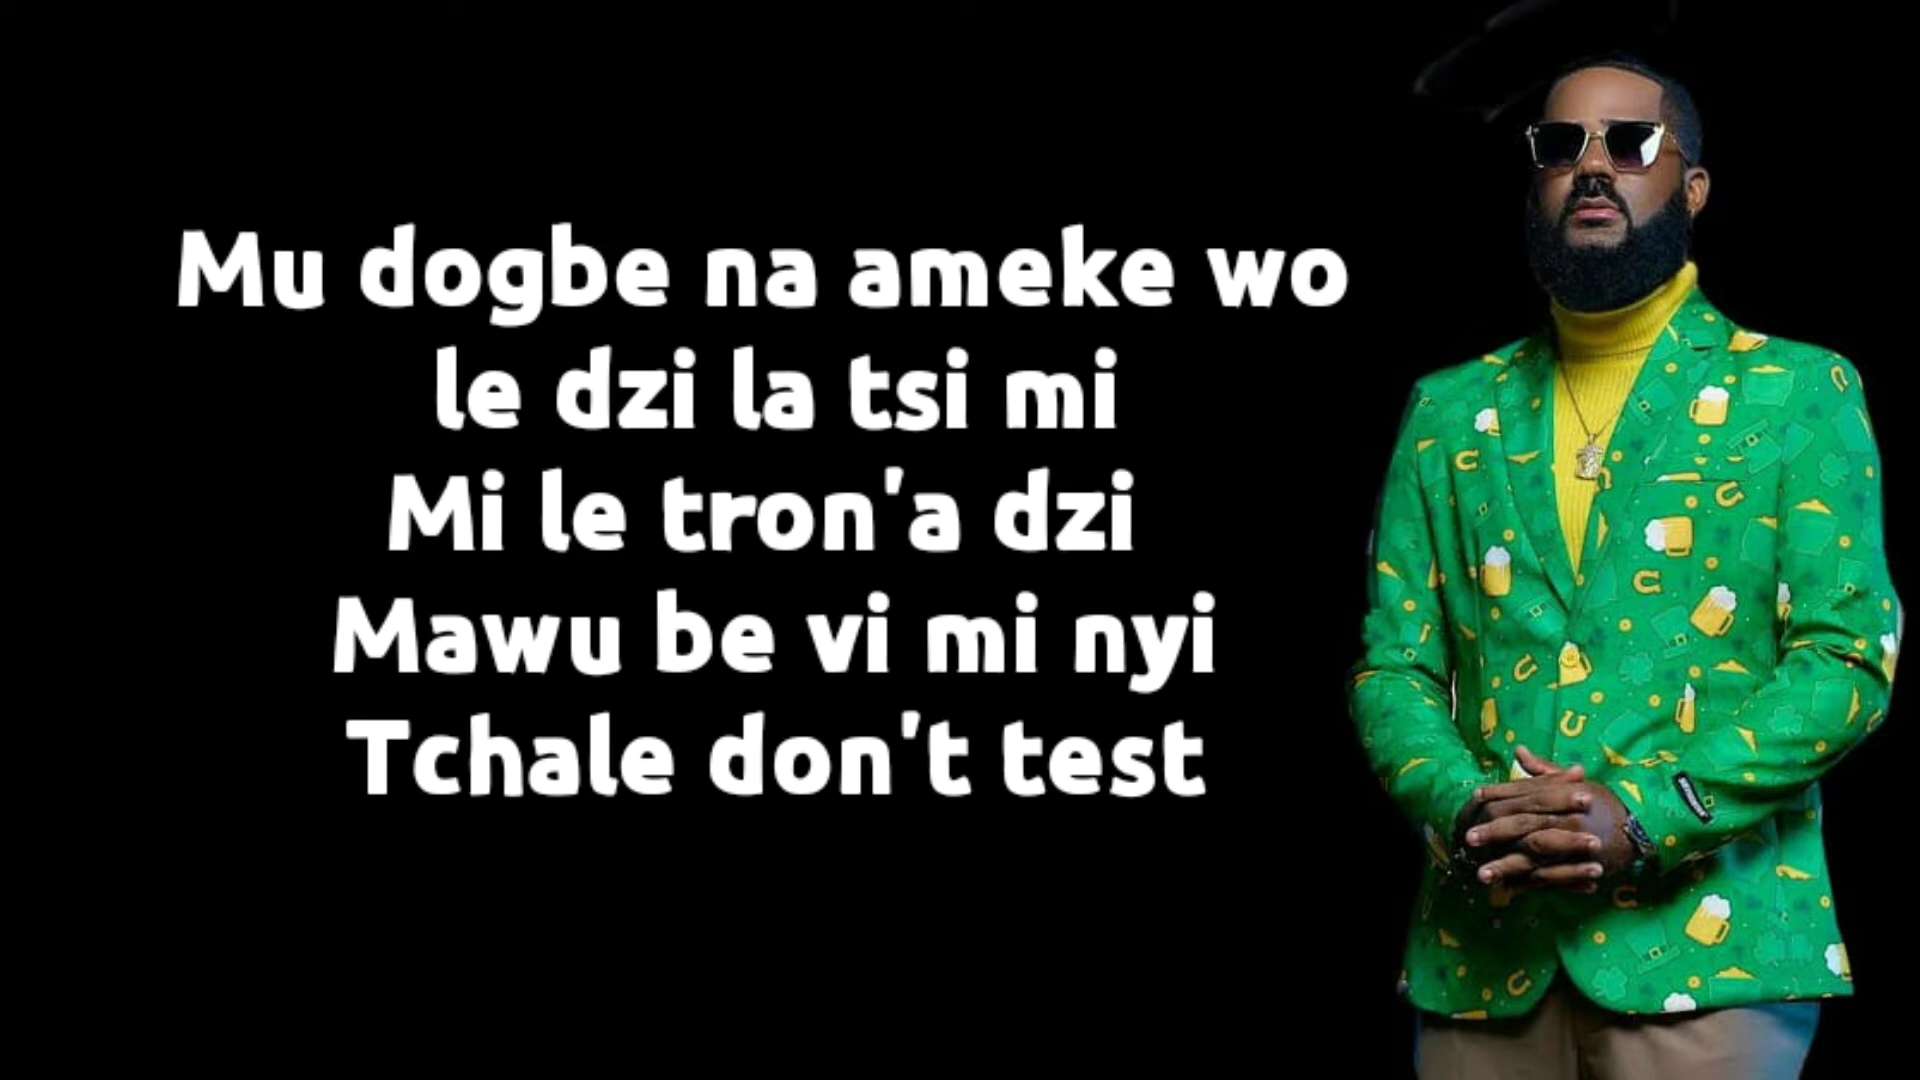 Mu dogbe na ameke wo
le dzi la tsi mi
Mi le tron'a dzi
Mawu be vi mi nyi
Tchale don't test